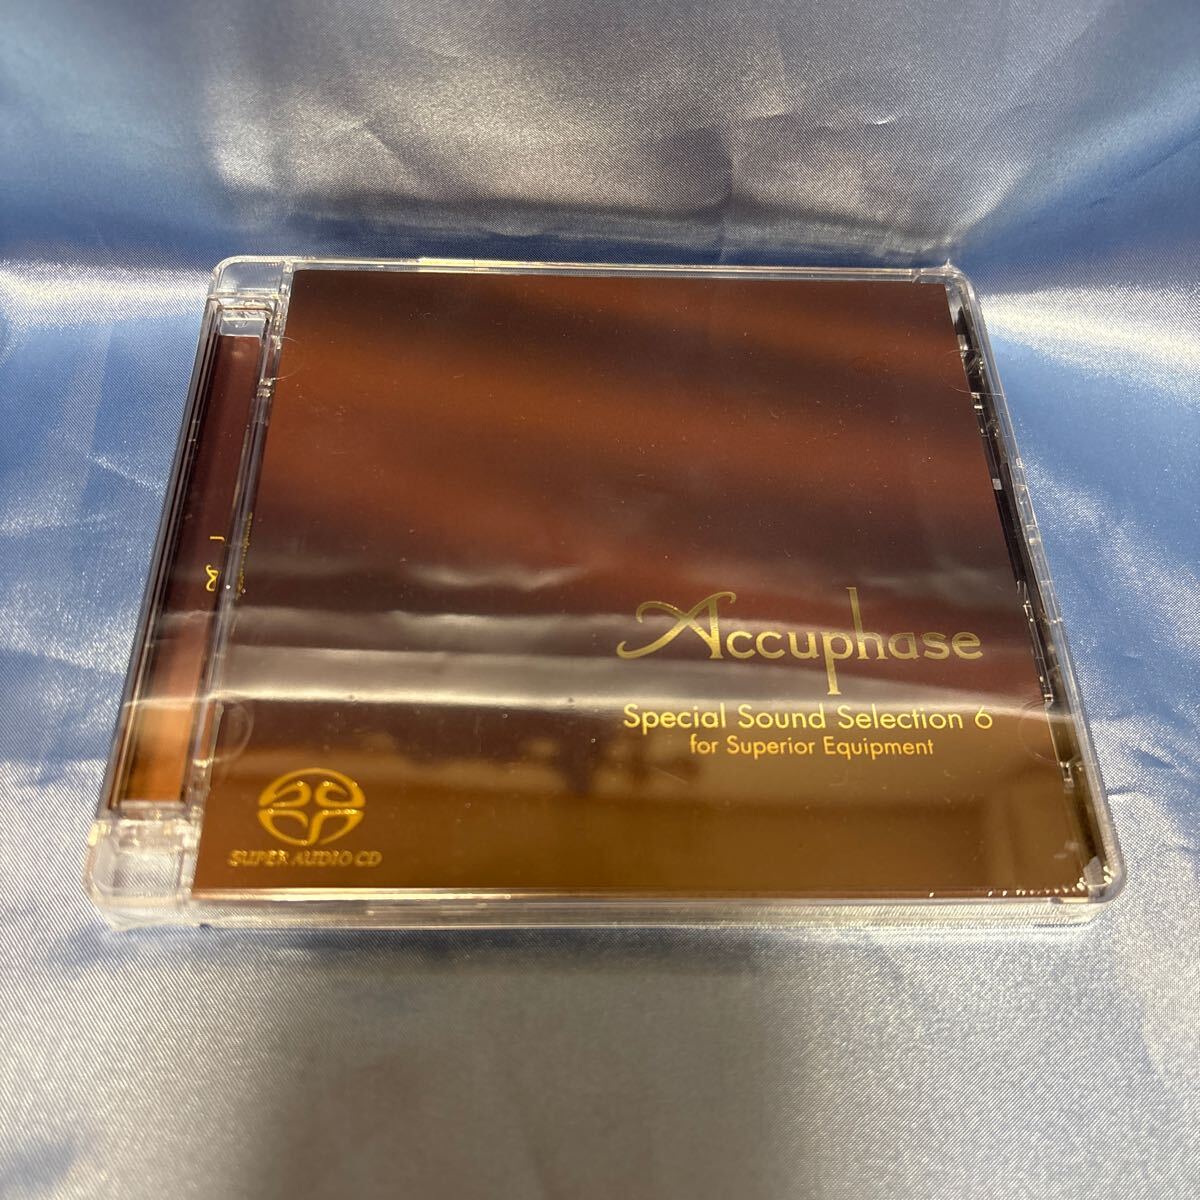 Accuphase
Special Sound Selection 6
for Superior Equipment
SUPER AUDIO CD